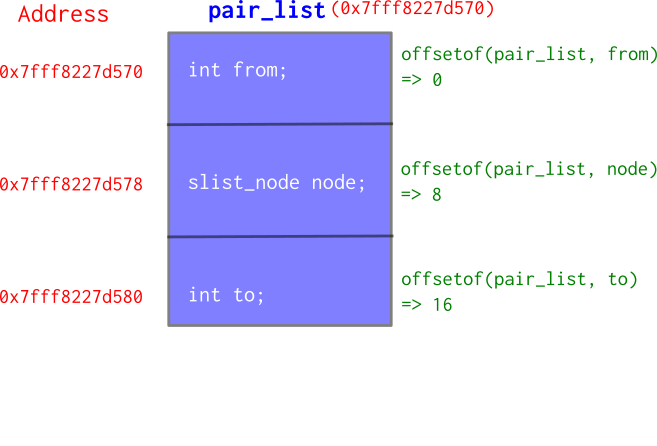 Address pair_list (0x7fff8227d570)
0x7fff8227d570 int from; offsetof(pair_list, from)
=> 0
0x7fff8227d578 slist_node node; offsetof(pair_list, node)
=> 8
0x7fff8227d580 int to; offsetof(pair_list, to)
=> 16